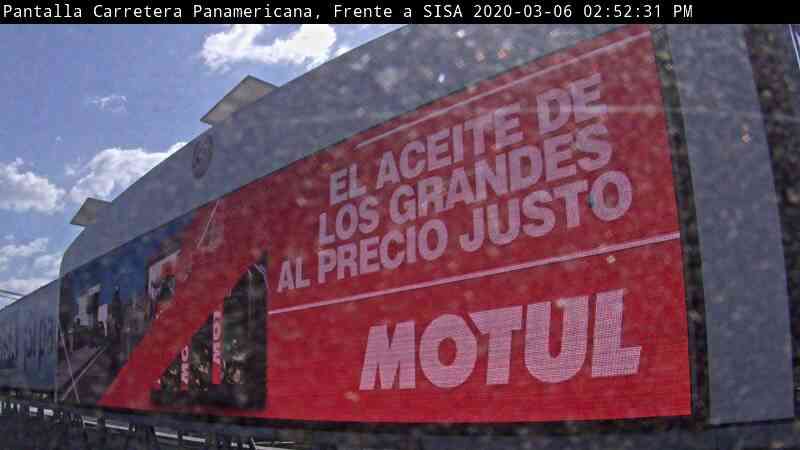 Pantalla Carretera Panamericana, Frente a SISA 2020-03-06 02:52:31 PM
EL ACEITE DE
LOS GRANDES
AL PRECIO JUSTO
MOTUL